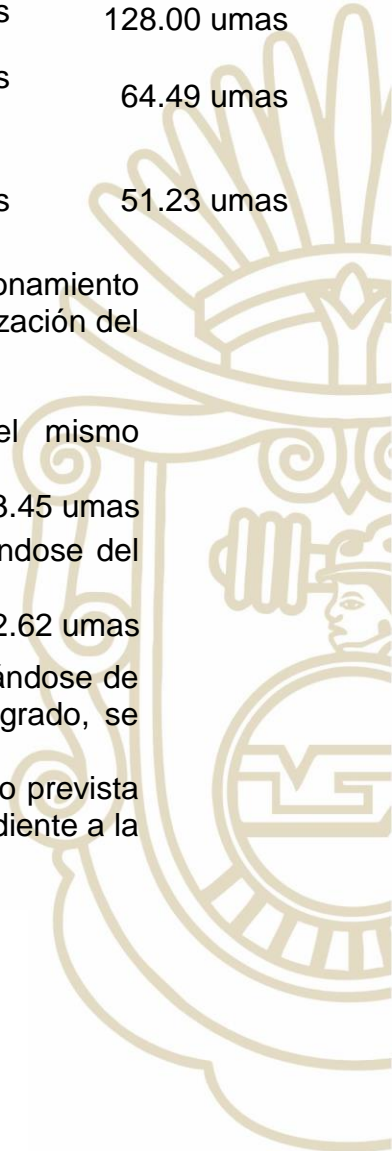 s 128.00 umas
s
64.49 umas
s 51.23 umas
onamiento
zación del
el mismo
3.45 umas
ndose del
2.62 umas
ándose de
grado, se
o prevista
diente a la